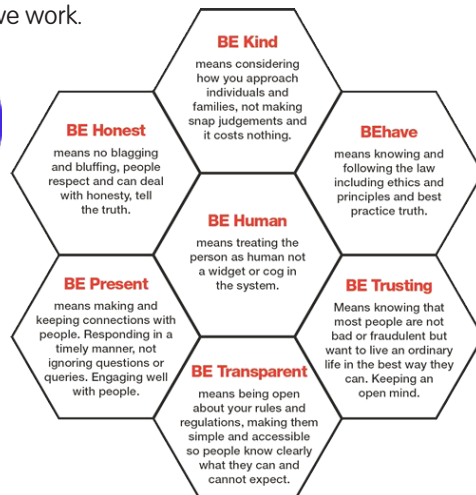 we work.
BE Kind
means considering
how you approach
individuals and
families, not making
snap judgements and
it costs nothing.
BE Honest
means no blagging
and bluffing, people
respect and can deal
with honesty, tell
the truth.
BEhave
means knowing and
following the law
including ethics and
principles and best
practice truth.
BE Human
means treating the
person as human not
a widget or cog in
the system.
BE Present
means making and
keeping connections with
people. Responding in a
timely manner, not
ignoring questions or
queries. Engaging well
with people.
BE Trusting
Means knowing that
most people are not
bad or fraudulent but
want to live an ordinary
life in the best way they
can. Keeping an
open mind.
BE Transparent
means being open
about your rules and
regulations, making them
simple and accessible
so people know clearly
what they can and
cannot expect.